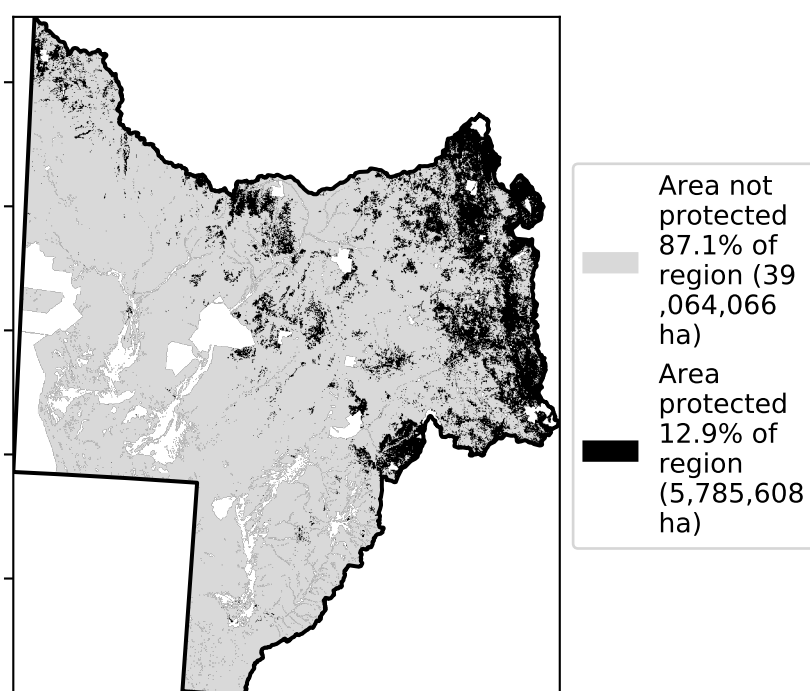 Area not
protected
87.1% of
region (39
,064,066
ha)
Area
protected
12.9% of
region
(5,785,608
ha)